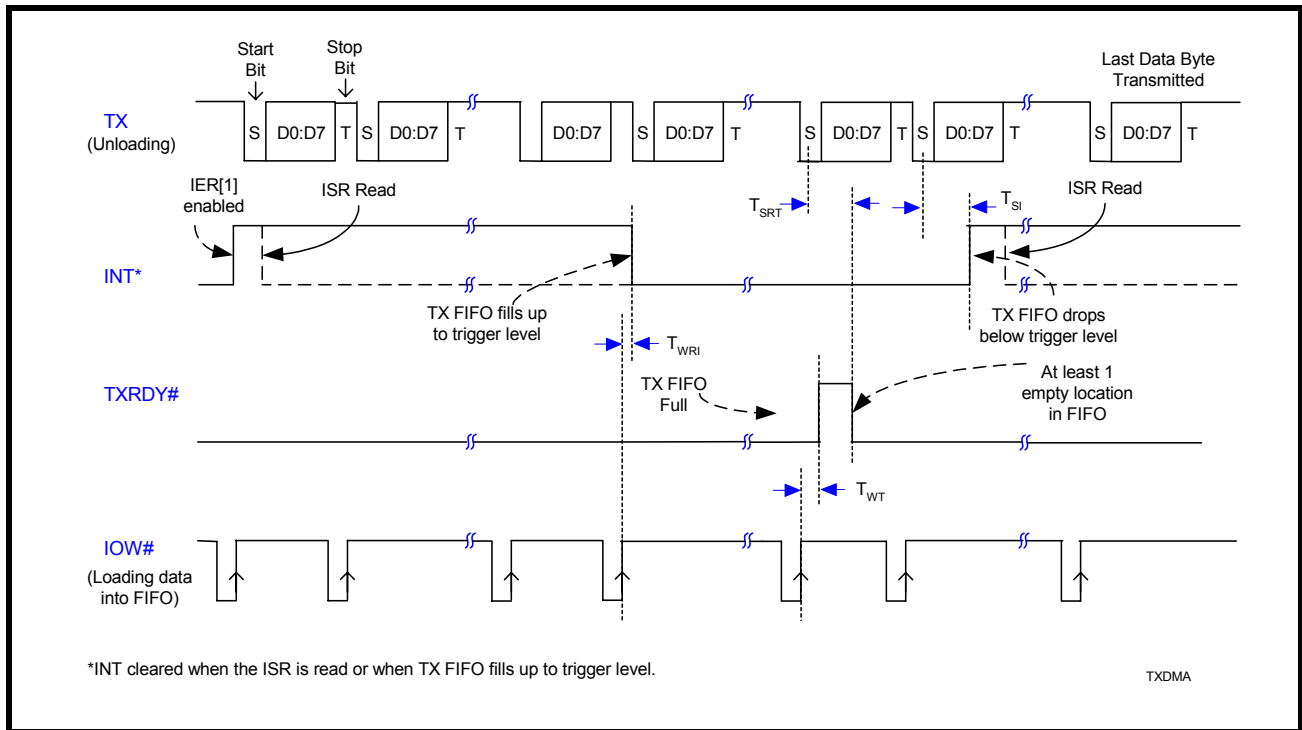 Start
Bit
Stop
Bit
Last Data Byte
Transmitted
TX
(Unloading)
S D0:D7 T S D0:D7 T D0:D7 S D0:D7 T S D0:D7 T S D0:D7 T S D0:D7 T
IER[1]
enabled
ISR Read
TSRT
TSI
ISR Read
INT*
TX FIFO fills up
to trigger level
TX FIFO drops
below trigger level
TWRI
TXRDY#
TX FIFO
Full
At least 1
empty location
in FIFO
TWT
IOW#
(Loading data
into FIFO)
*INT cleared when the ISR is read or when TX FIFO fills up to trigger level.
TXDMA